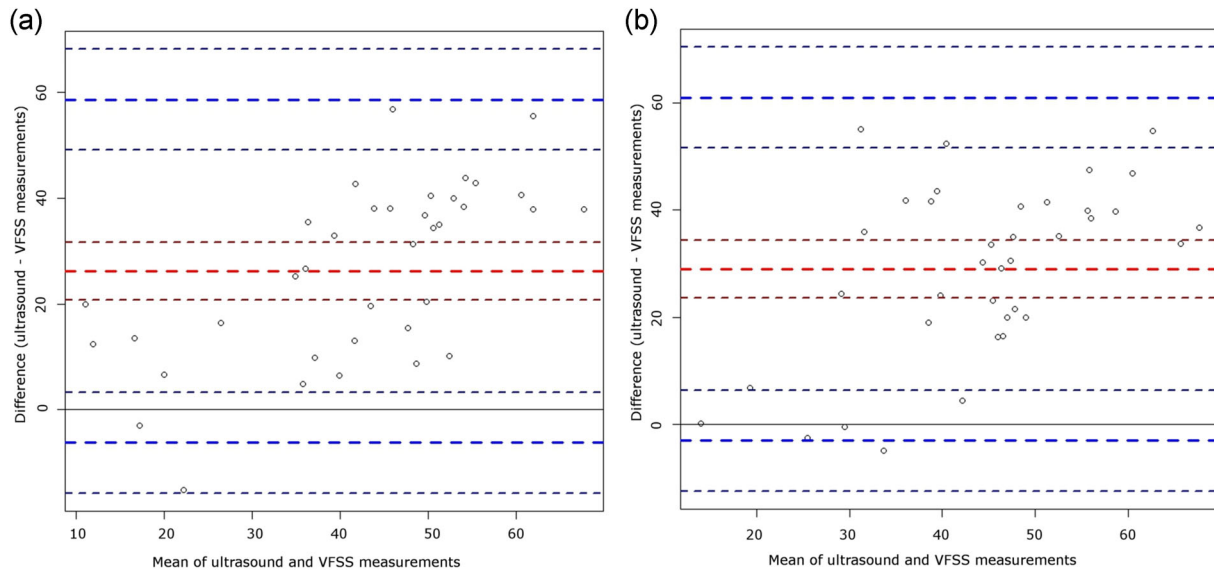 (a)
Difference (ultrasound - VFSS measurements)
60
40
20
0
10 20 30 40 50 60
Mean of ultrasound and VFSS measurements
(b)
Difference (ultrasound - VFSS measurements)
60
40
20
0
20 30 40 50 60
Mean of ultrasound and VFSS measurements